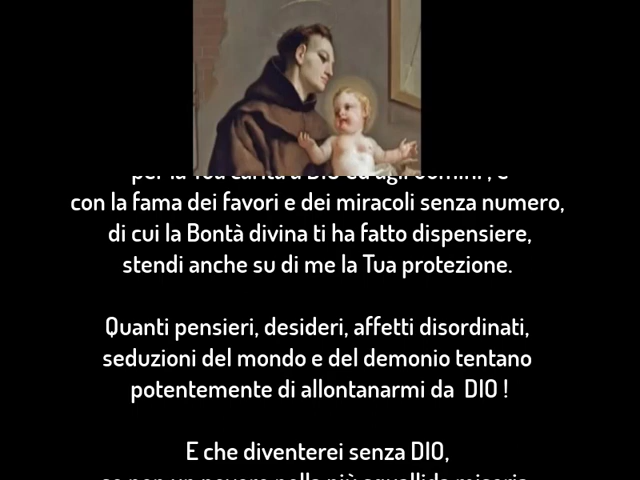 con la fama dei favori e dei miracoli senza numero,
di cui la Bontà divina ti ha fatto dispensiere,
stendi anche su di me la Tua protezione.
Quanti pensieri, desideri, affetti disordinati,
seduzioni del mondo e del demonio tentano
potentemente di allontanarmi da DIO !
E che diventerei senza DIO,